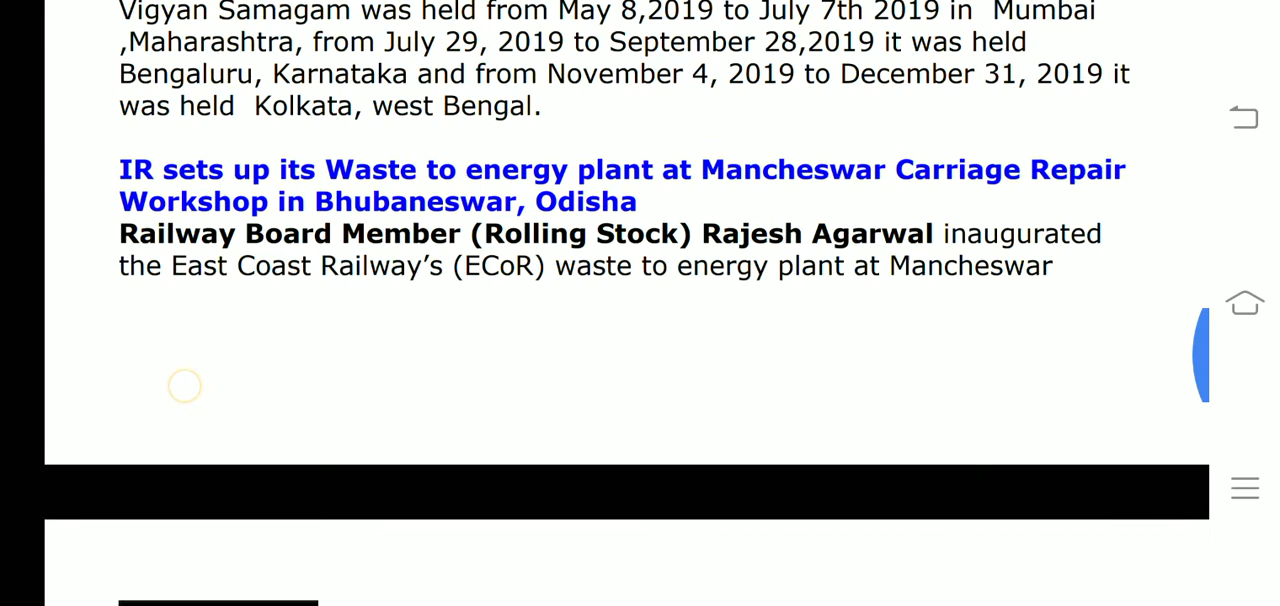 Vigyan Samagam was held from May 8,2019 to July 7th 2019 in  Mumbai
,Maharashtra, from July 29, 2019 to September 28,2019 it was held
Bengaluru, Karnataka and from November 4, 2019 to December 31, 2019 it
was held  Kolkata, west Bengal.
IR sets up its Waste to energy plant at Mancheswar Carriage Repair
Workshop in Bhubaneswar, Odisha
Railway Board Member (Rolling Stock) Rajesh Agarwal inaugurated
the East Coast Railway’s (ECoR) waste to energy plant at Mancheswar